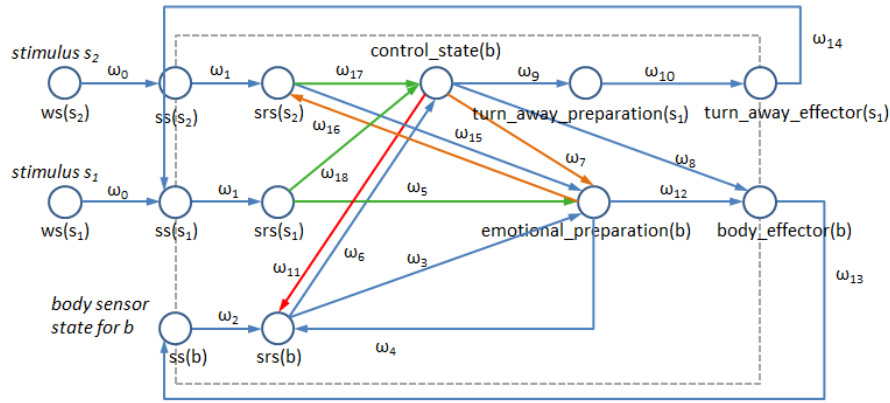 stimulus s₂
control_state(b)
ω₁₄
ω₀
ω₁
ω₁₇
ω₉
ω₁₀
ws(s₂)
ss(s₂)
srs(s₂)
turn_away_preparation(s₁)
turn_away_effector(s₁)
ω₁₆
ω₁₅
ω₇
ω₈
stimulus s₁
ω₁₈
ω₀
ω₁
ω₅
ω₁₂
ws(s₁)
ss(s₁)
srs(s₁)
emotional_preparation(b)
body_effector(b)
ω₁₁
ω₆
ω₃
ω₁₃
body sensor
state for b
ω₂
ss(b)
srs(b)
ω₄